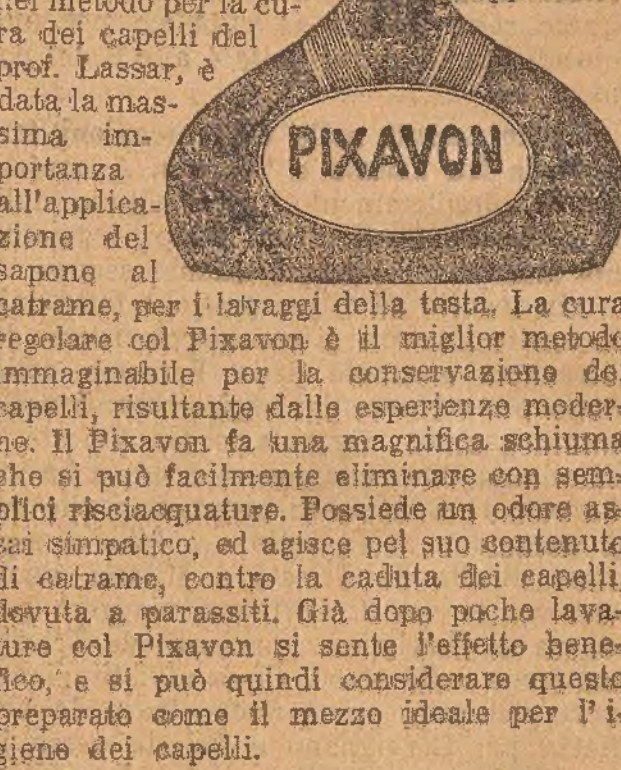 nel metodo per la cu-
ra dei capelli del
prof. Lassar, è
data la mas-
sima im-
portanza
all'applica-
zione del
sapone al
catrame, per i lavaggi della testa. La cura
regolare col Pixavon è il miglior metodo
immaginabile per la conservazione dei
capelli, risultante dalle esperienze moder-
ne. Il Pixavon fa una magnifica schiuma
che si può facilmente eliminare con sem-
plici risciacquature. Possiede un odore as-
sai simpatico, ed agisce pel suo contenuto
di catrame, contro la caduta dei capelli
dovuta a parassiti. Già dopo poche lava-
ture col Pixavon si sente l'effetto bene-
fico, e si può quindi considerare questo
preparato come il mezzo ideale per l'i-
giene dei capelli.
PIXAVON